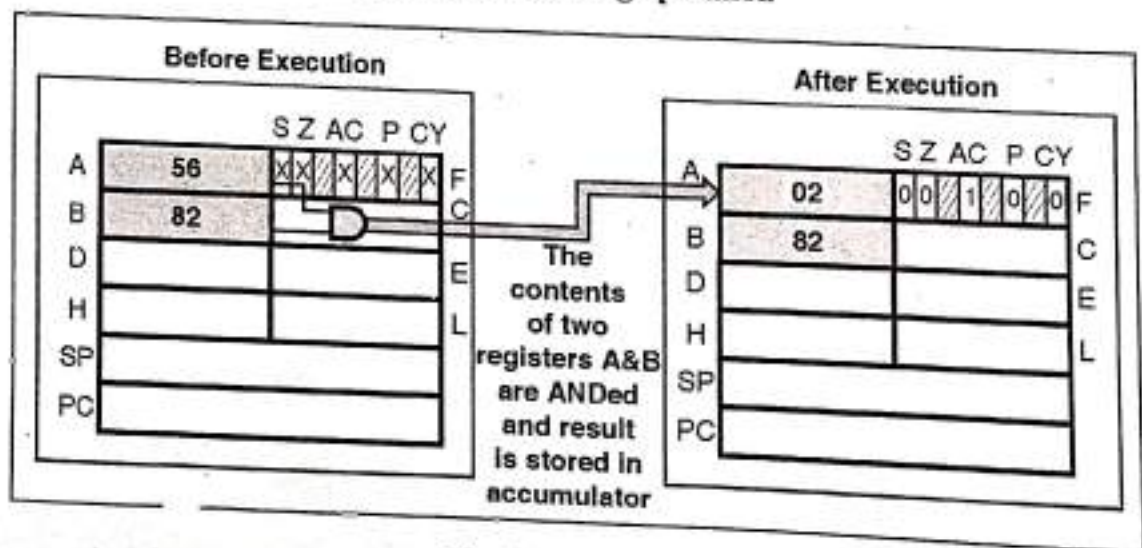 Before Execution
S Z AC P CY
A 56 X X X X X F
B 82 C
D E
H L
SP
PC
The
contents
of two
registers A&B
are ANDed
and result
is stored in
accumulator
After Execution
S Z AC P CY
A 02 0 0 1 0 0 F
B 82 C
D E
H L
SP
PC